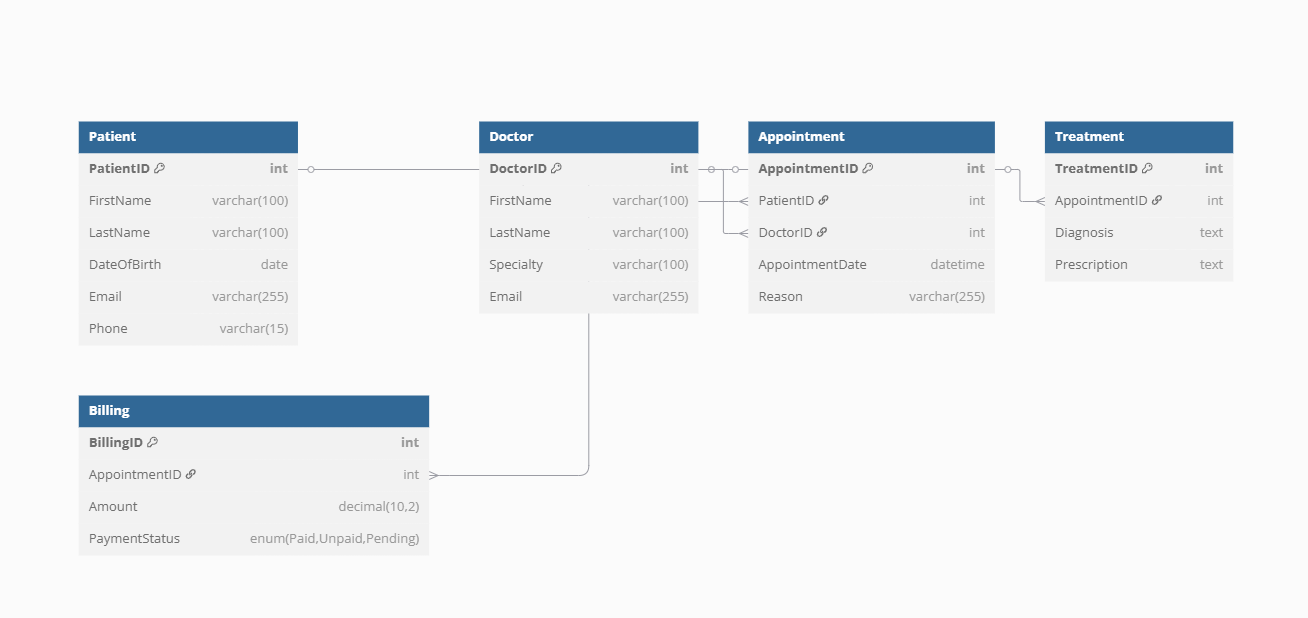 Patient
PatientID int
FirstName varchar(100)
LastName varchar(100)
DateOfBirth date
Email varchar(255)
Phone varchar(15)
Doctor
DoctorID int
FirstName varchar(100)
LastName varchar(100)
Specialty varchar(100)
Email varchar(255)
Appointment
AppointmentID int
PatientID int
DoctorID int
AppointmentDate datetime
Reason varchar(255)
Treatment
TreatmentID int
AppointmentID int
Diagnosis text
Prescription text
Billing
BillingID int
AppointmentID int
Amount decimal(10,2)
PaymentStatus enum(Paid,Unpaid,Pending)